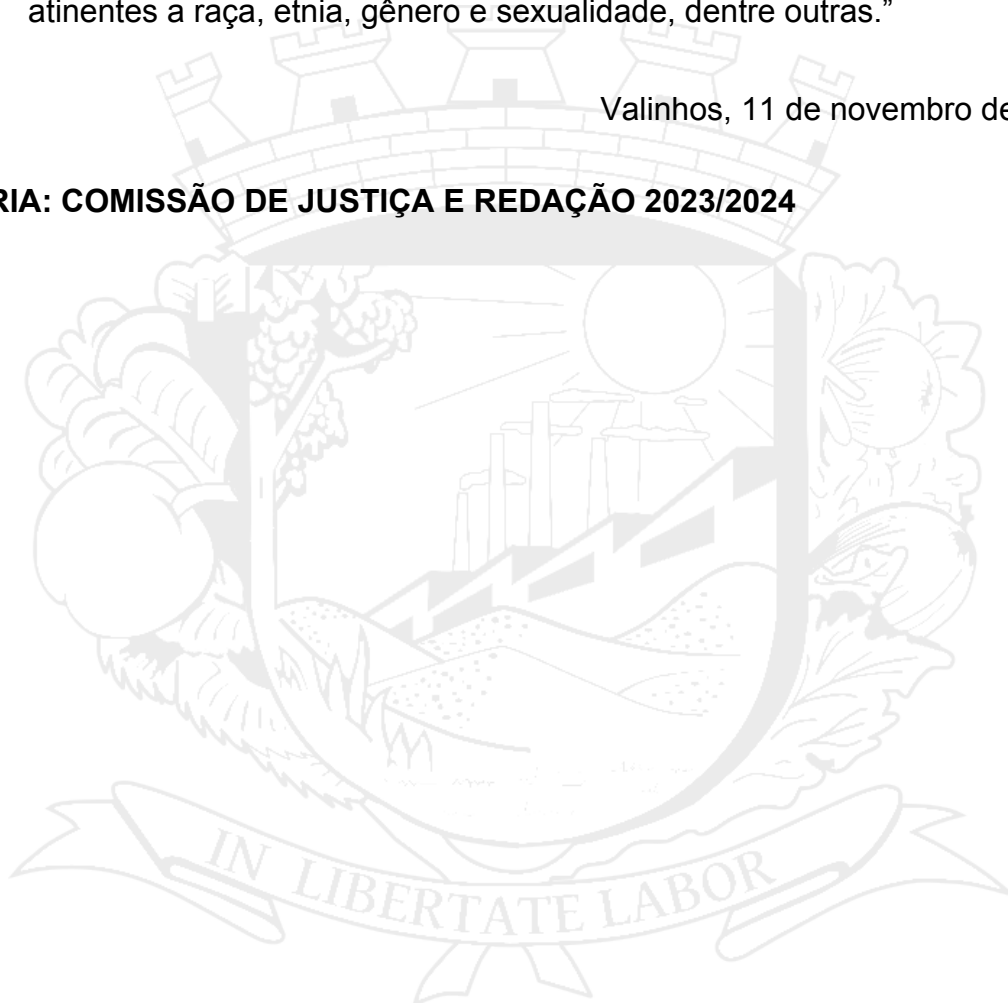 atinentes a raça, etnia, gênero e sexualidade, dentre outras.”
Valinhos, 11 de novembro de
RIA: COMISSÃO DE JUSTIÇA E REDAÇÃO 2023/2024
IN LIBERTATE LABOR